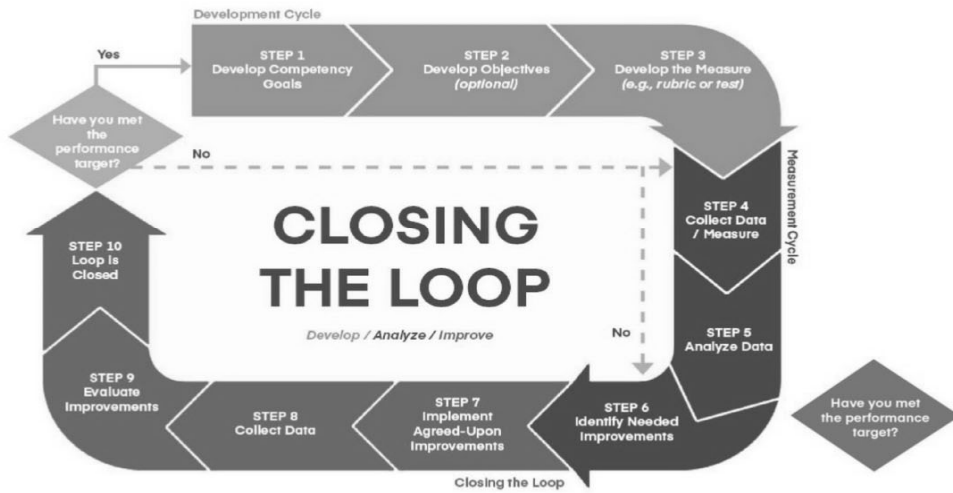 Development Cycle
Yes
STEP 1
Develop Competency
Goals
STEP 2
Develop Objectives
(optional)
STEP 3
Develop the Measure
(e.g., rubric or test)
Have you met
the
performance
target?
No
Measurement Cycle
STEP 4
Collect Data
/ Measure
CLOSING
THE LOOP
Develop / Analyze / Improve
STEP 10
Loop is
Closed
No
STEP 5
Analyze Data
STEP 9
Evaluate
Improvements
STEP 8
Collect Data
STEP 7
Implement
Agreed-Upon
Improvements
STEP 6
Identify Needed
Improvements
Have you met
the performance
target?
Closing the Loop